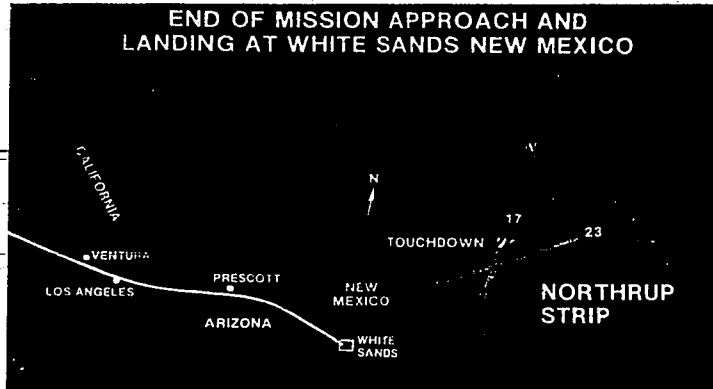 END OF MISSION APPROACH AND
LANDING AT WHITE SANDS NEW MEXICO
CALIFORNIA
N
17
TOUCHDOWN
23
VENTURA
LOS ANGELES
PRESCOTT
ARIZONA
NEW
MEXICO
WHITE
SANDS
NORTHRUP
STRIP